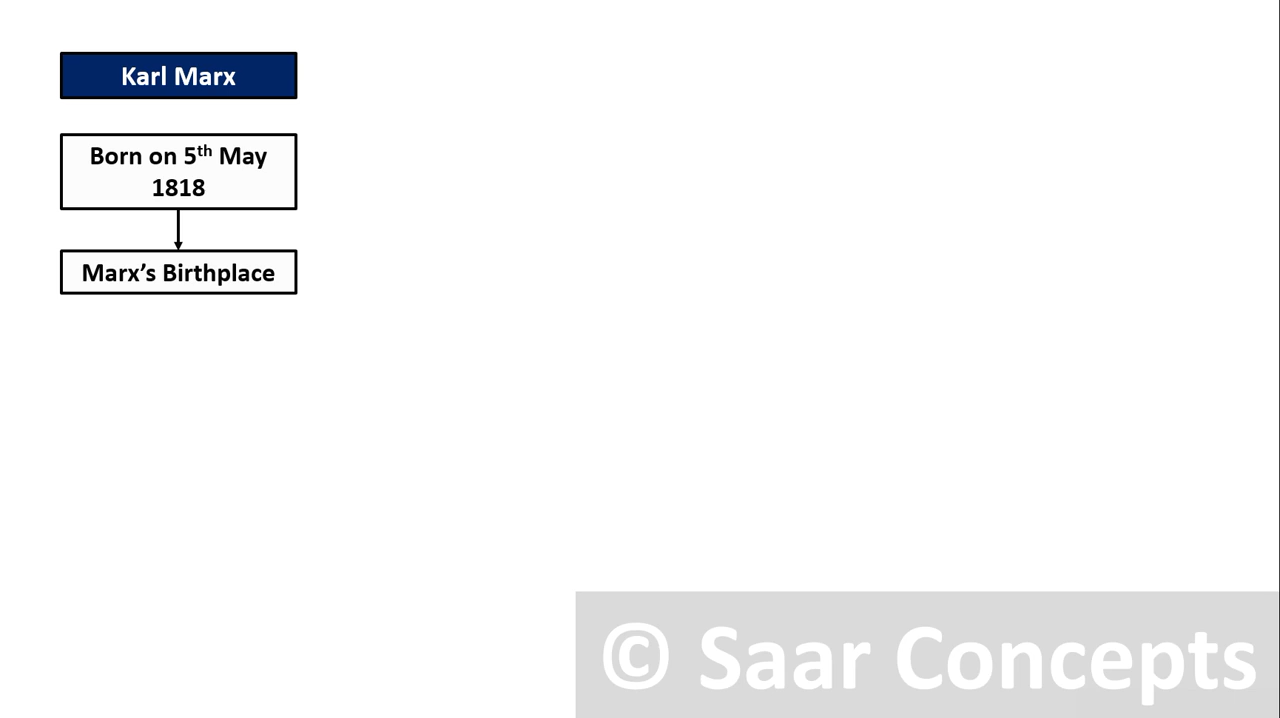 Karl Marx
Born on 5th May
1818
Marx’s Birthplace
© Saar Concepts